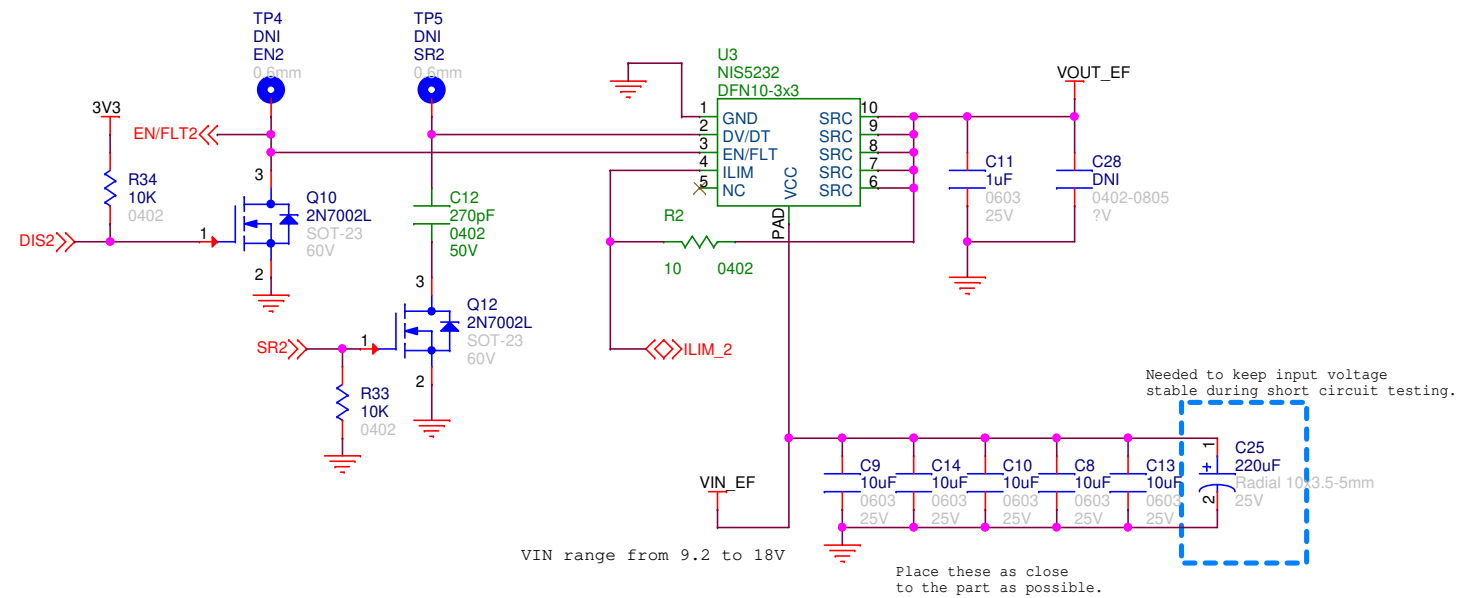 TP4
DNI
EN2
0.6mm
TP5
DNI
SR2
0.6mm
3V3
EN/FLT2
R34
10K
0402
DIS2
1
3
2
Q10
2N7002L
SOT-23
60V
C12
270pF
0402
50V
SR2
1
3
2
Q12
2N7002L
SOT-23
60V
R33
10K
0402
U3
NIS5232
DFN10-3x3
1
2
3
4
5
GND
DV/DT
EN/FLT
ILIM
NC
VCC
PAD
SRC
SRC
SRC
SRC
SRC
10
9
8
7
6
R2
10
0402
ILIM_2
VOUT_EF
C11
1uF
0603
25V
C28
DNI
0402-0805
?V
Needed to keep input voltage
stable during short circuit testing.
VIN_EF
C9
10uF
0603
25V
C14
10uF
0603
25V
C10
10uF
0603
25V
C8
10uF
0603
25V
C13
10uF
0603
25V
1
+
2
C25
220uF
Radial 10x3.5-5mm
25V
VIN range from 9.2 to 18V
Place these as close
to the part as possible.